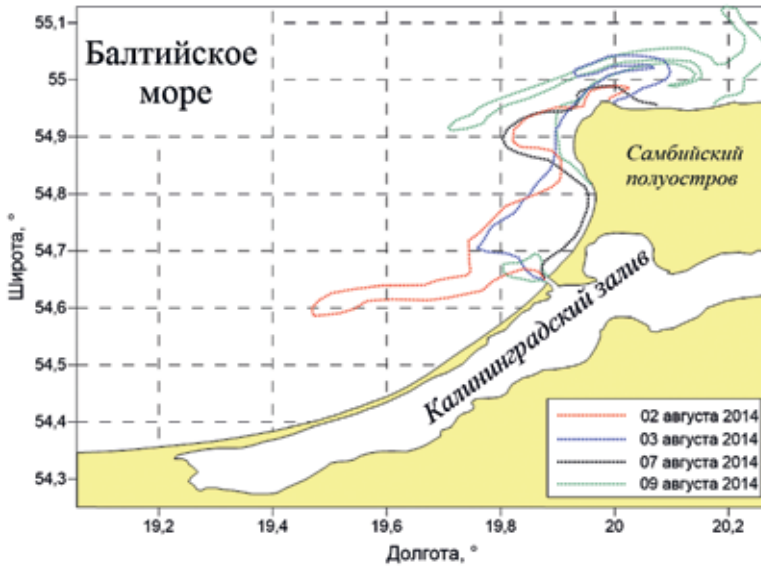 55,1
55
54,9
54,8
54,7
54,6
54,5
54,4
54,3
Широта, °
Балтийское
море
Самбийский
полуостров
Калининградский залив
02 августа 2014
03 августа 2014
07 августа 2014
09 августа 2014
19,2
19,4
19,6
19,8
20
20,2
Долгота, °